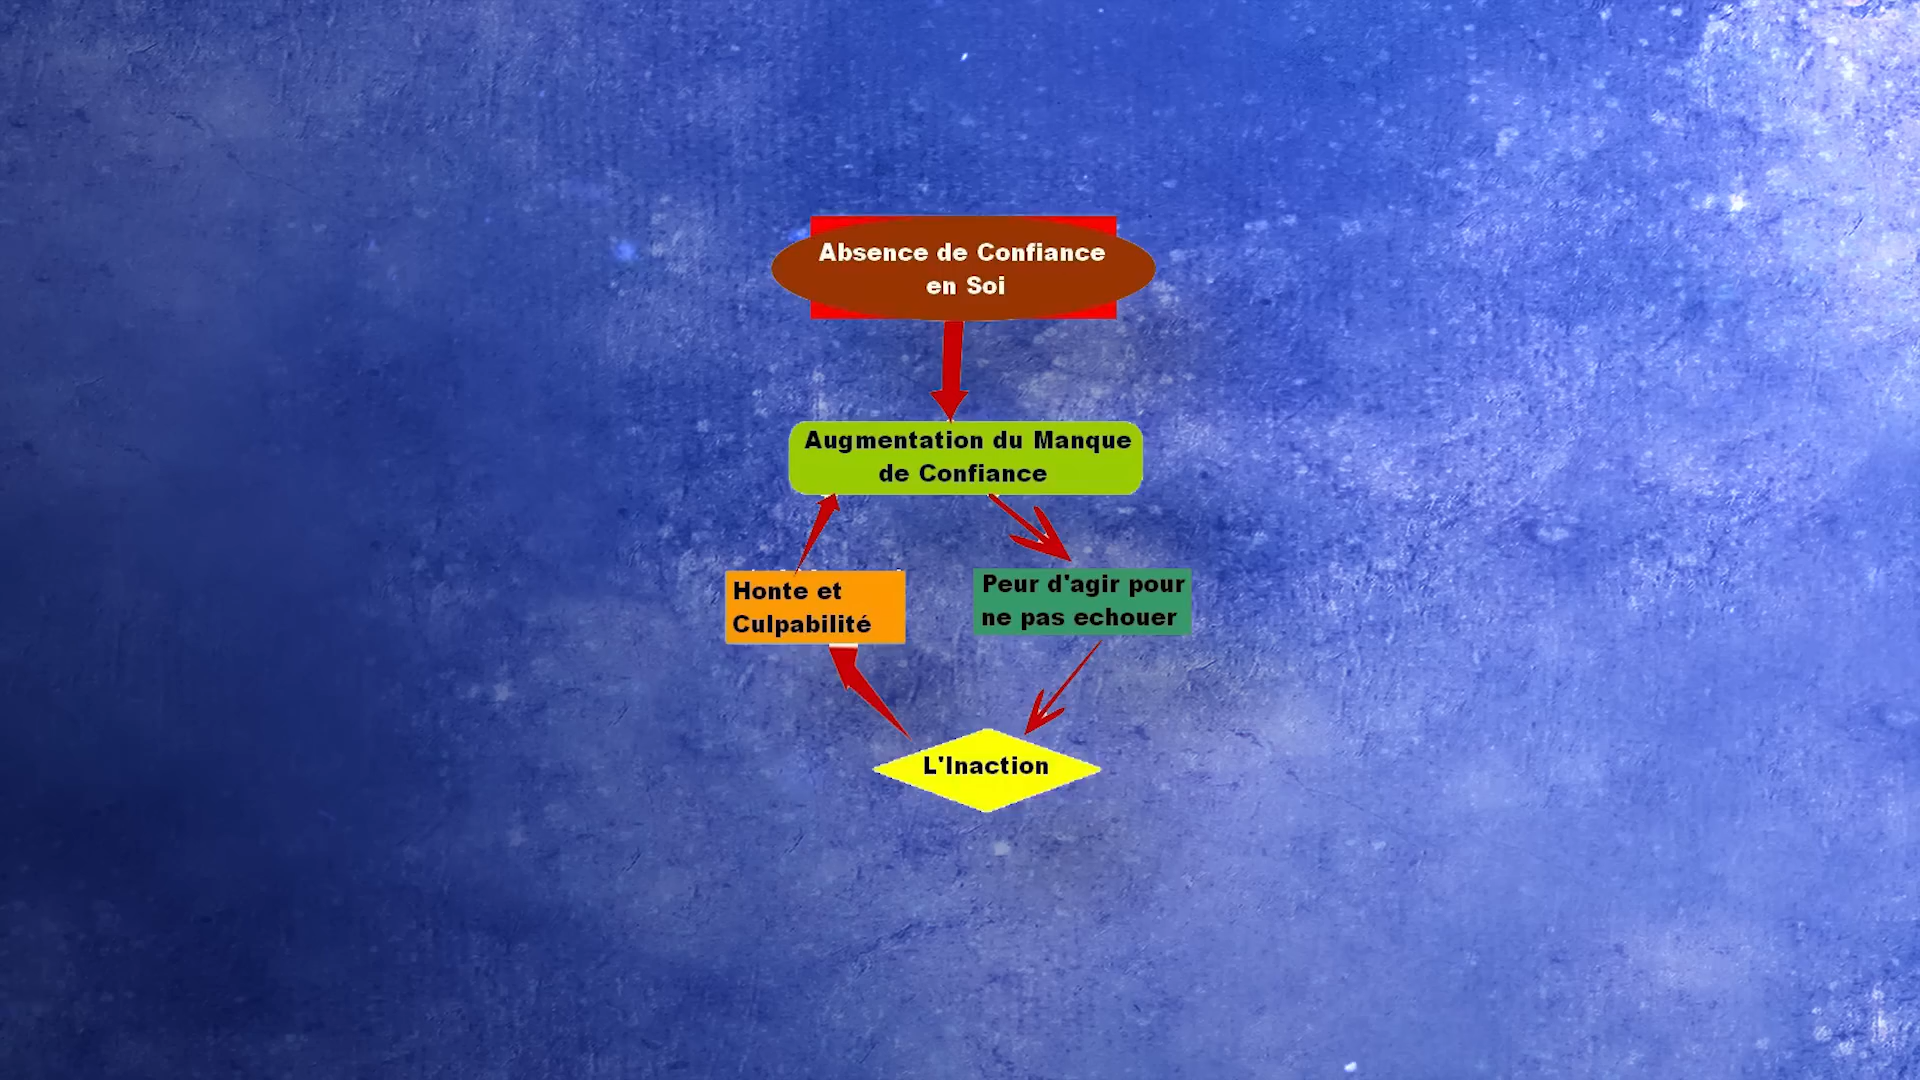 Absence de Confiance
en Soi
Augmentation du Manque
de Confiance
Honte et
Culpabilité
Peur d'agir pour
ne pas echouer
L'Inaction